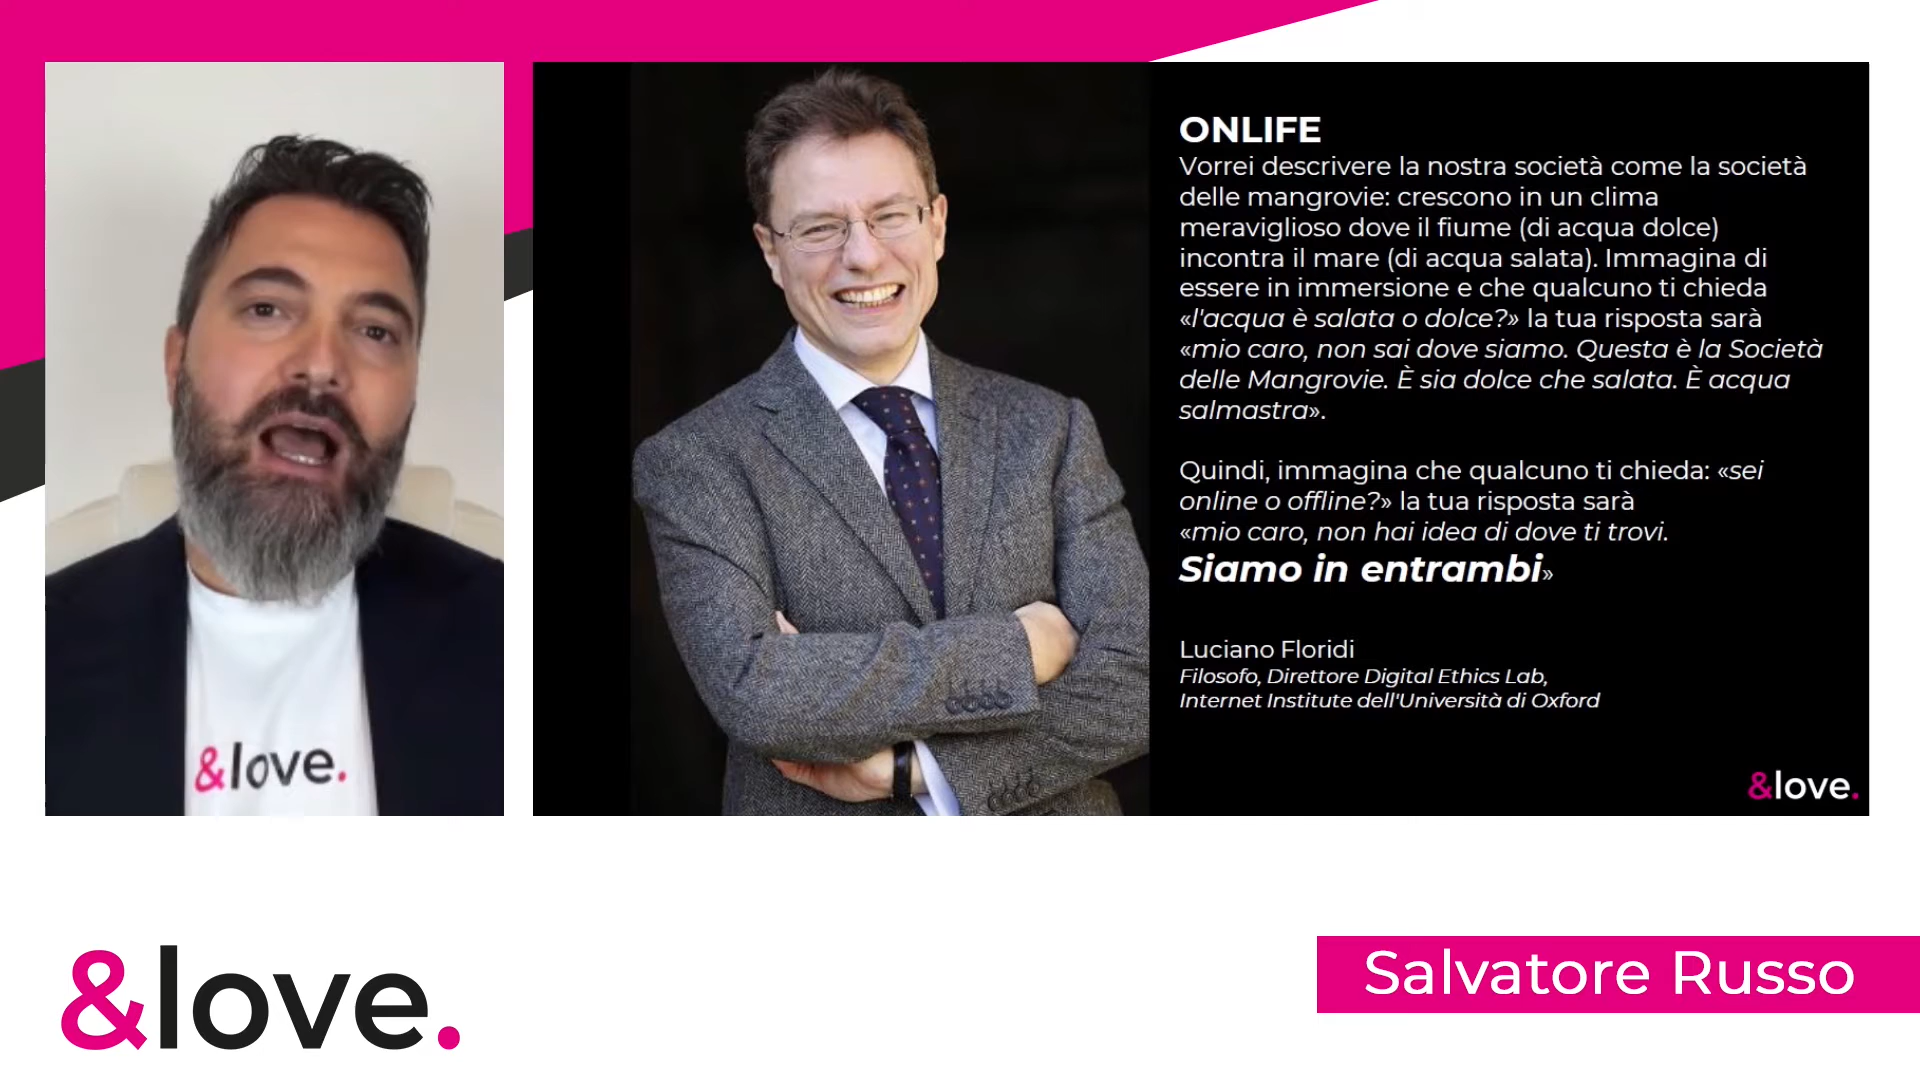 &love.
ONLIFE
Vorrei descrivere la nostra società come la società
delle mangrovie: crescono in un clima
meraviglioso dove il fiume (di acqua dolce)
incontra il mare (di acqua salata). Immagina di
essere in immersione e che qualcuno ti chieda
«l'acqua è salata o dolce?» la tua risposta sarà
«mio caro, non sai dove siamo. Questa è la Società
delle Mangrovie. È sia dolce che salata. È acqua
salmastra».
Quindi, immagina che qualcuno ti chieda: «sei
online o offline?» la tua risposta sarà
«mio caro, non hai idea di dove ti trovi.
Siamo in entrambi»
Luciano Floridi
Filosofo, Direttore Digital Ethics Lab,
Internet Institute dell'Università di Oxford
&love.
&love.
Salvatore Russo